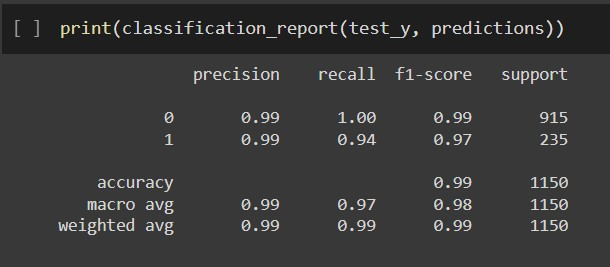 [ ] print(classification_report(test_y, predictions))
precision recall f1-score support
0 0.99 1.00 0.99 915
1 0.99 0.94 0.97 235
accuracy 0.99 1150
macro avg 0.99 0.97 0.98 1150
weighted avg 0.99 0.99 0.99 1150